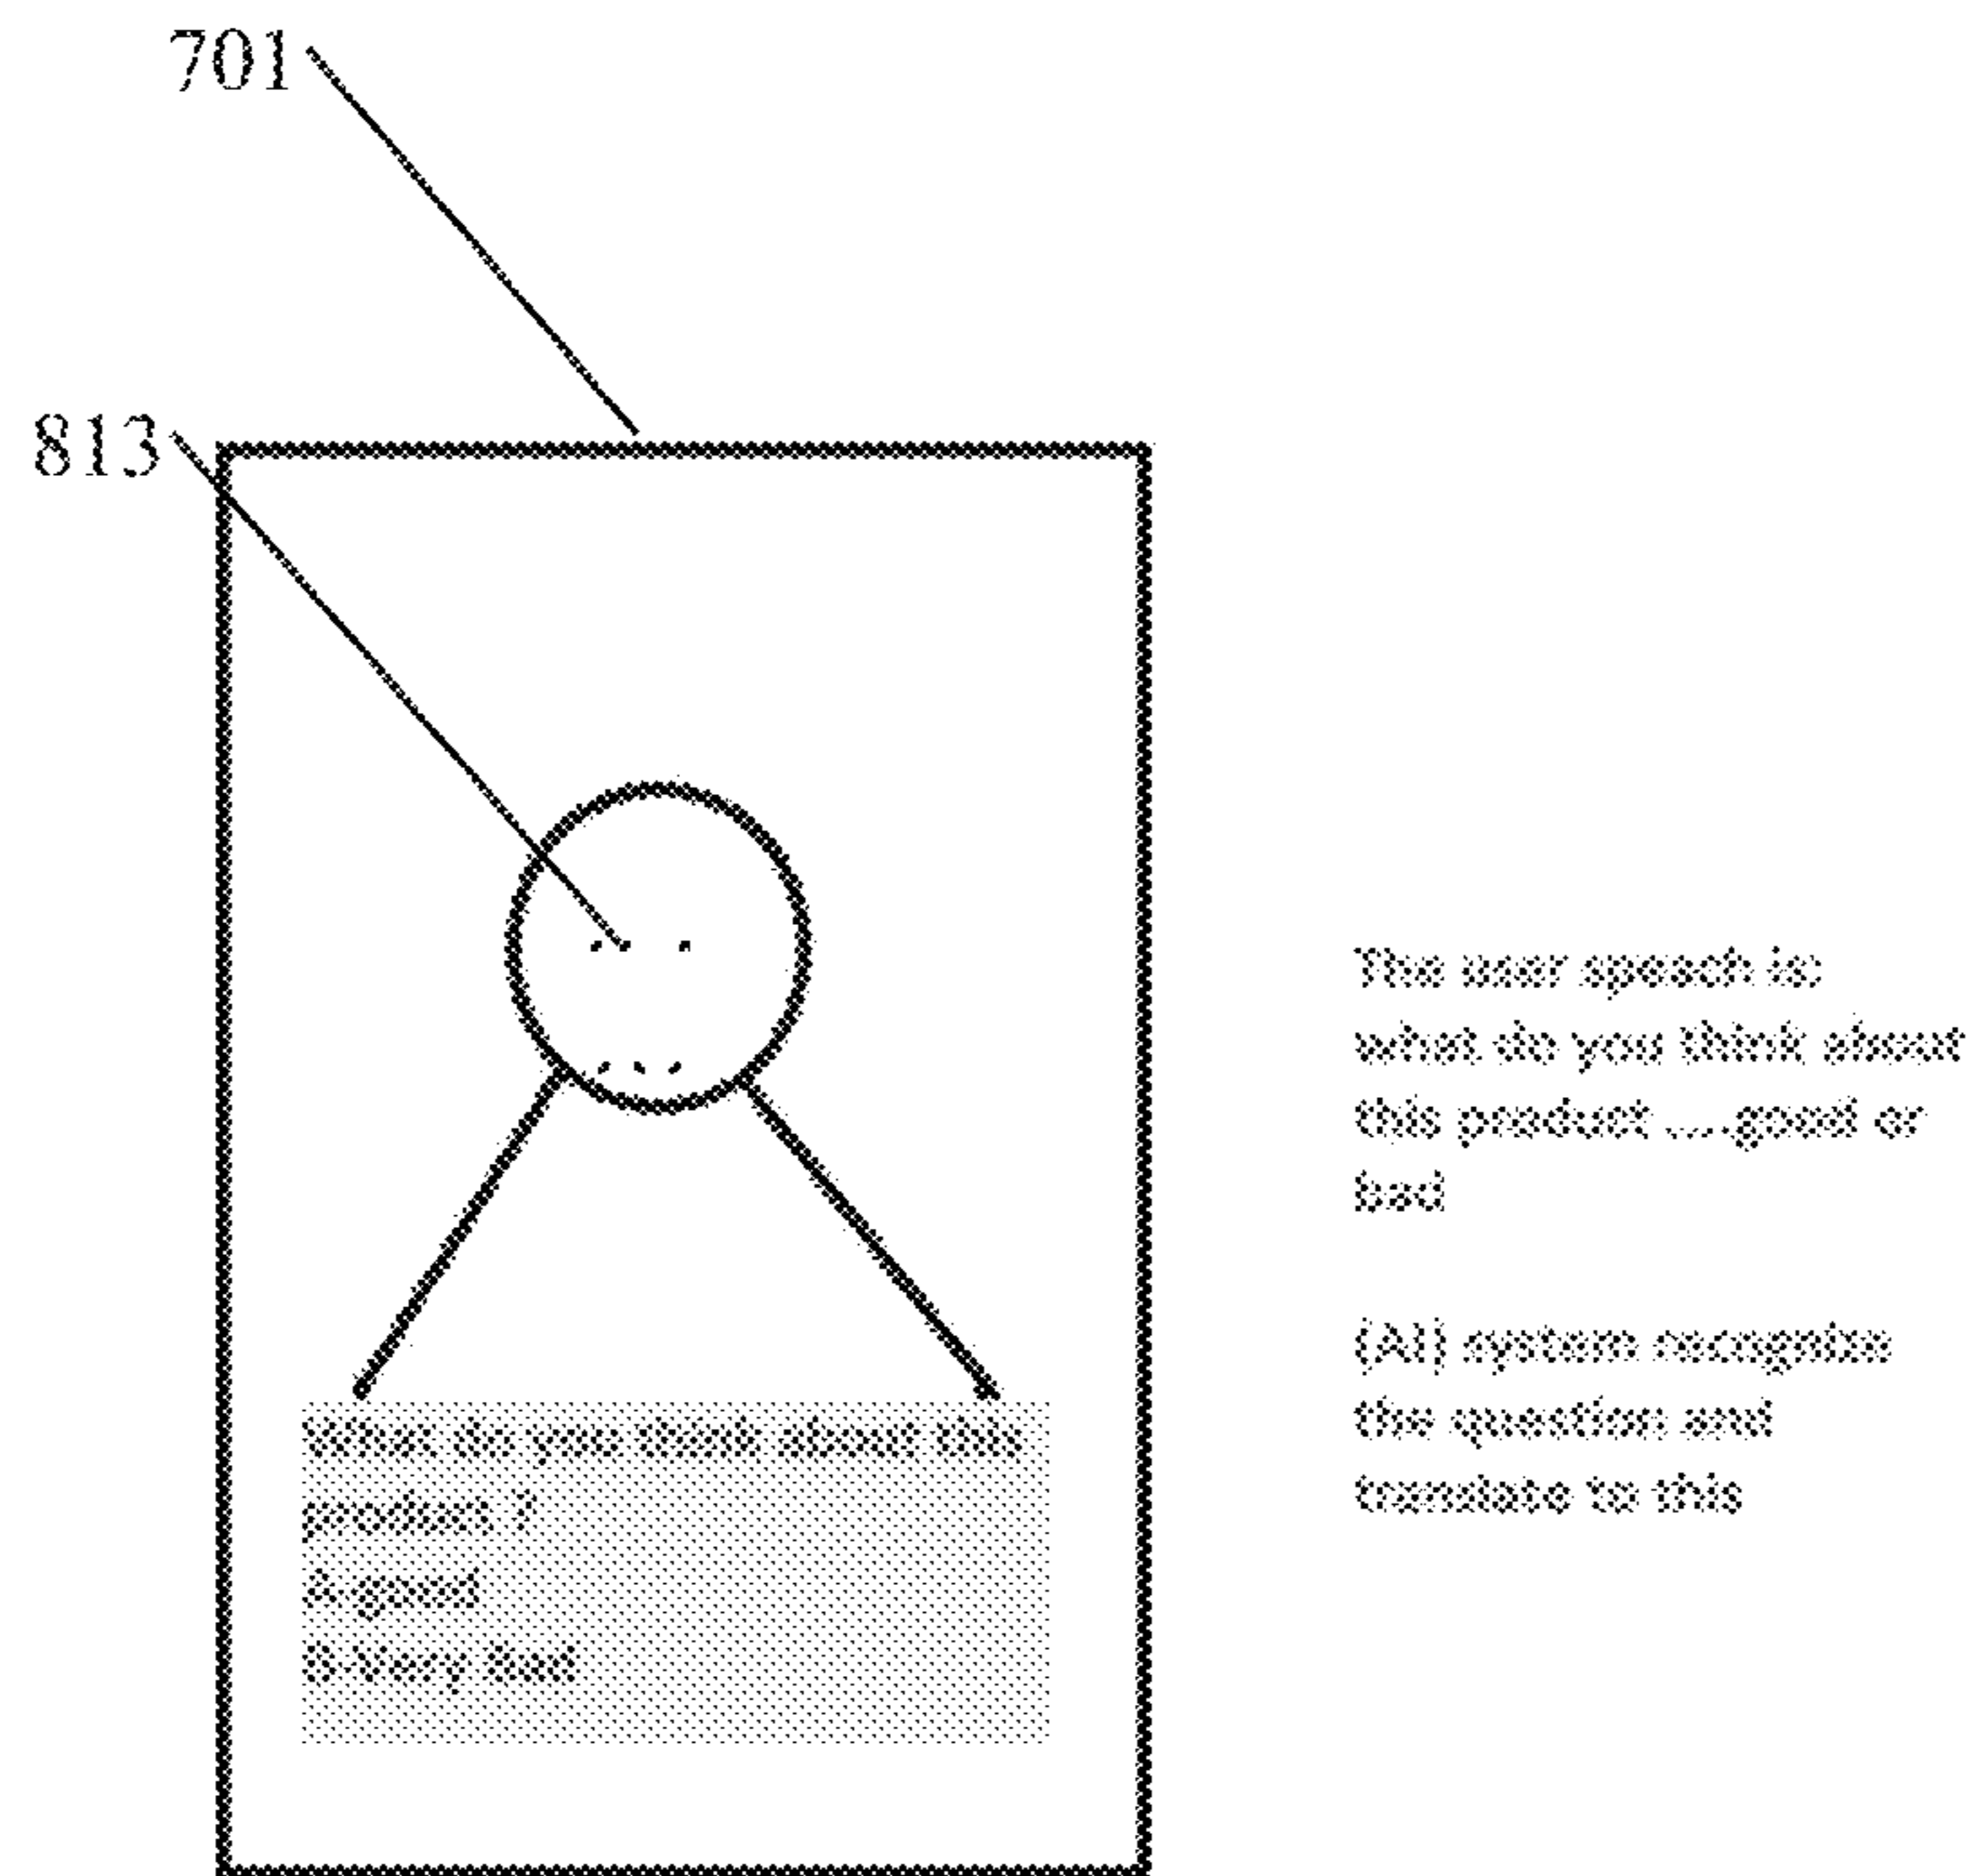 701
813
The user speach is:
what do you think about
this product ....good or
bad
(AI) system recognize
the question and
translate to this
What do you think about this
product ?
A-good
B-Very Bad